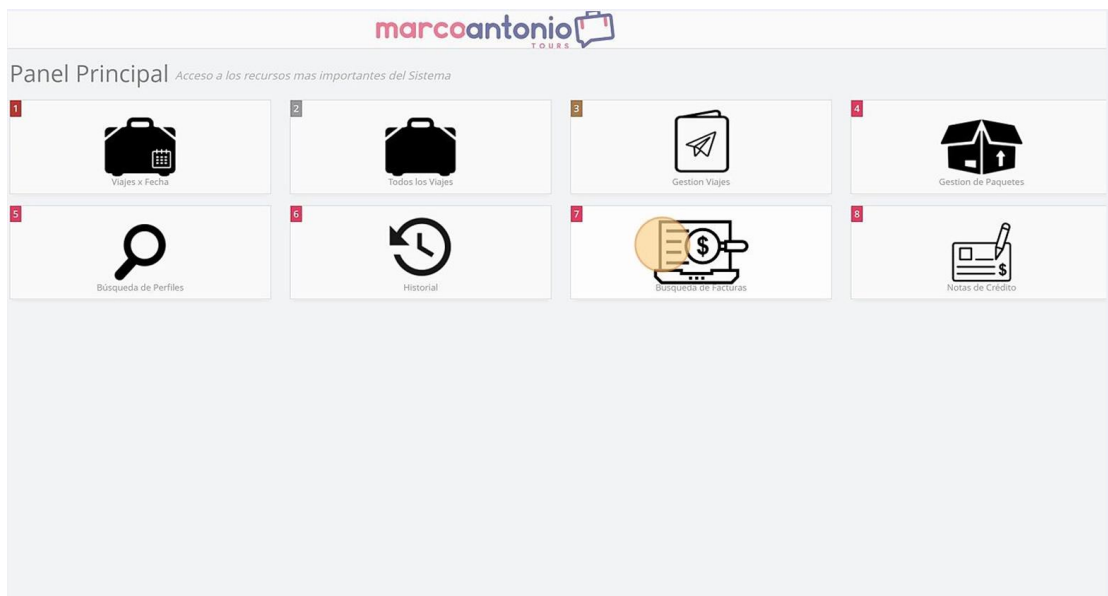 marcoantonio
TOURS
Panel Principal Acceso a los recursos mas importantes del Sistema
1
Viajes x Fecha
2
Todos los Viajes
3
Gestion Viajes
4
Gestion de Paquetes
5
Búsqueda de Perfiles
6
Historial
7
$
Búsqueda de Facturas
8
$
Notas de Crédito